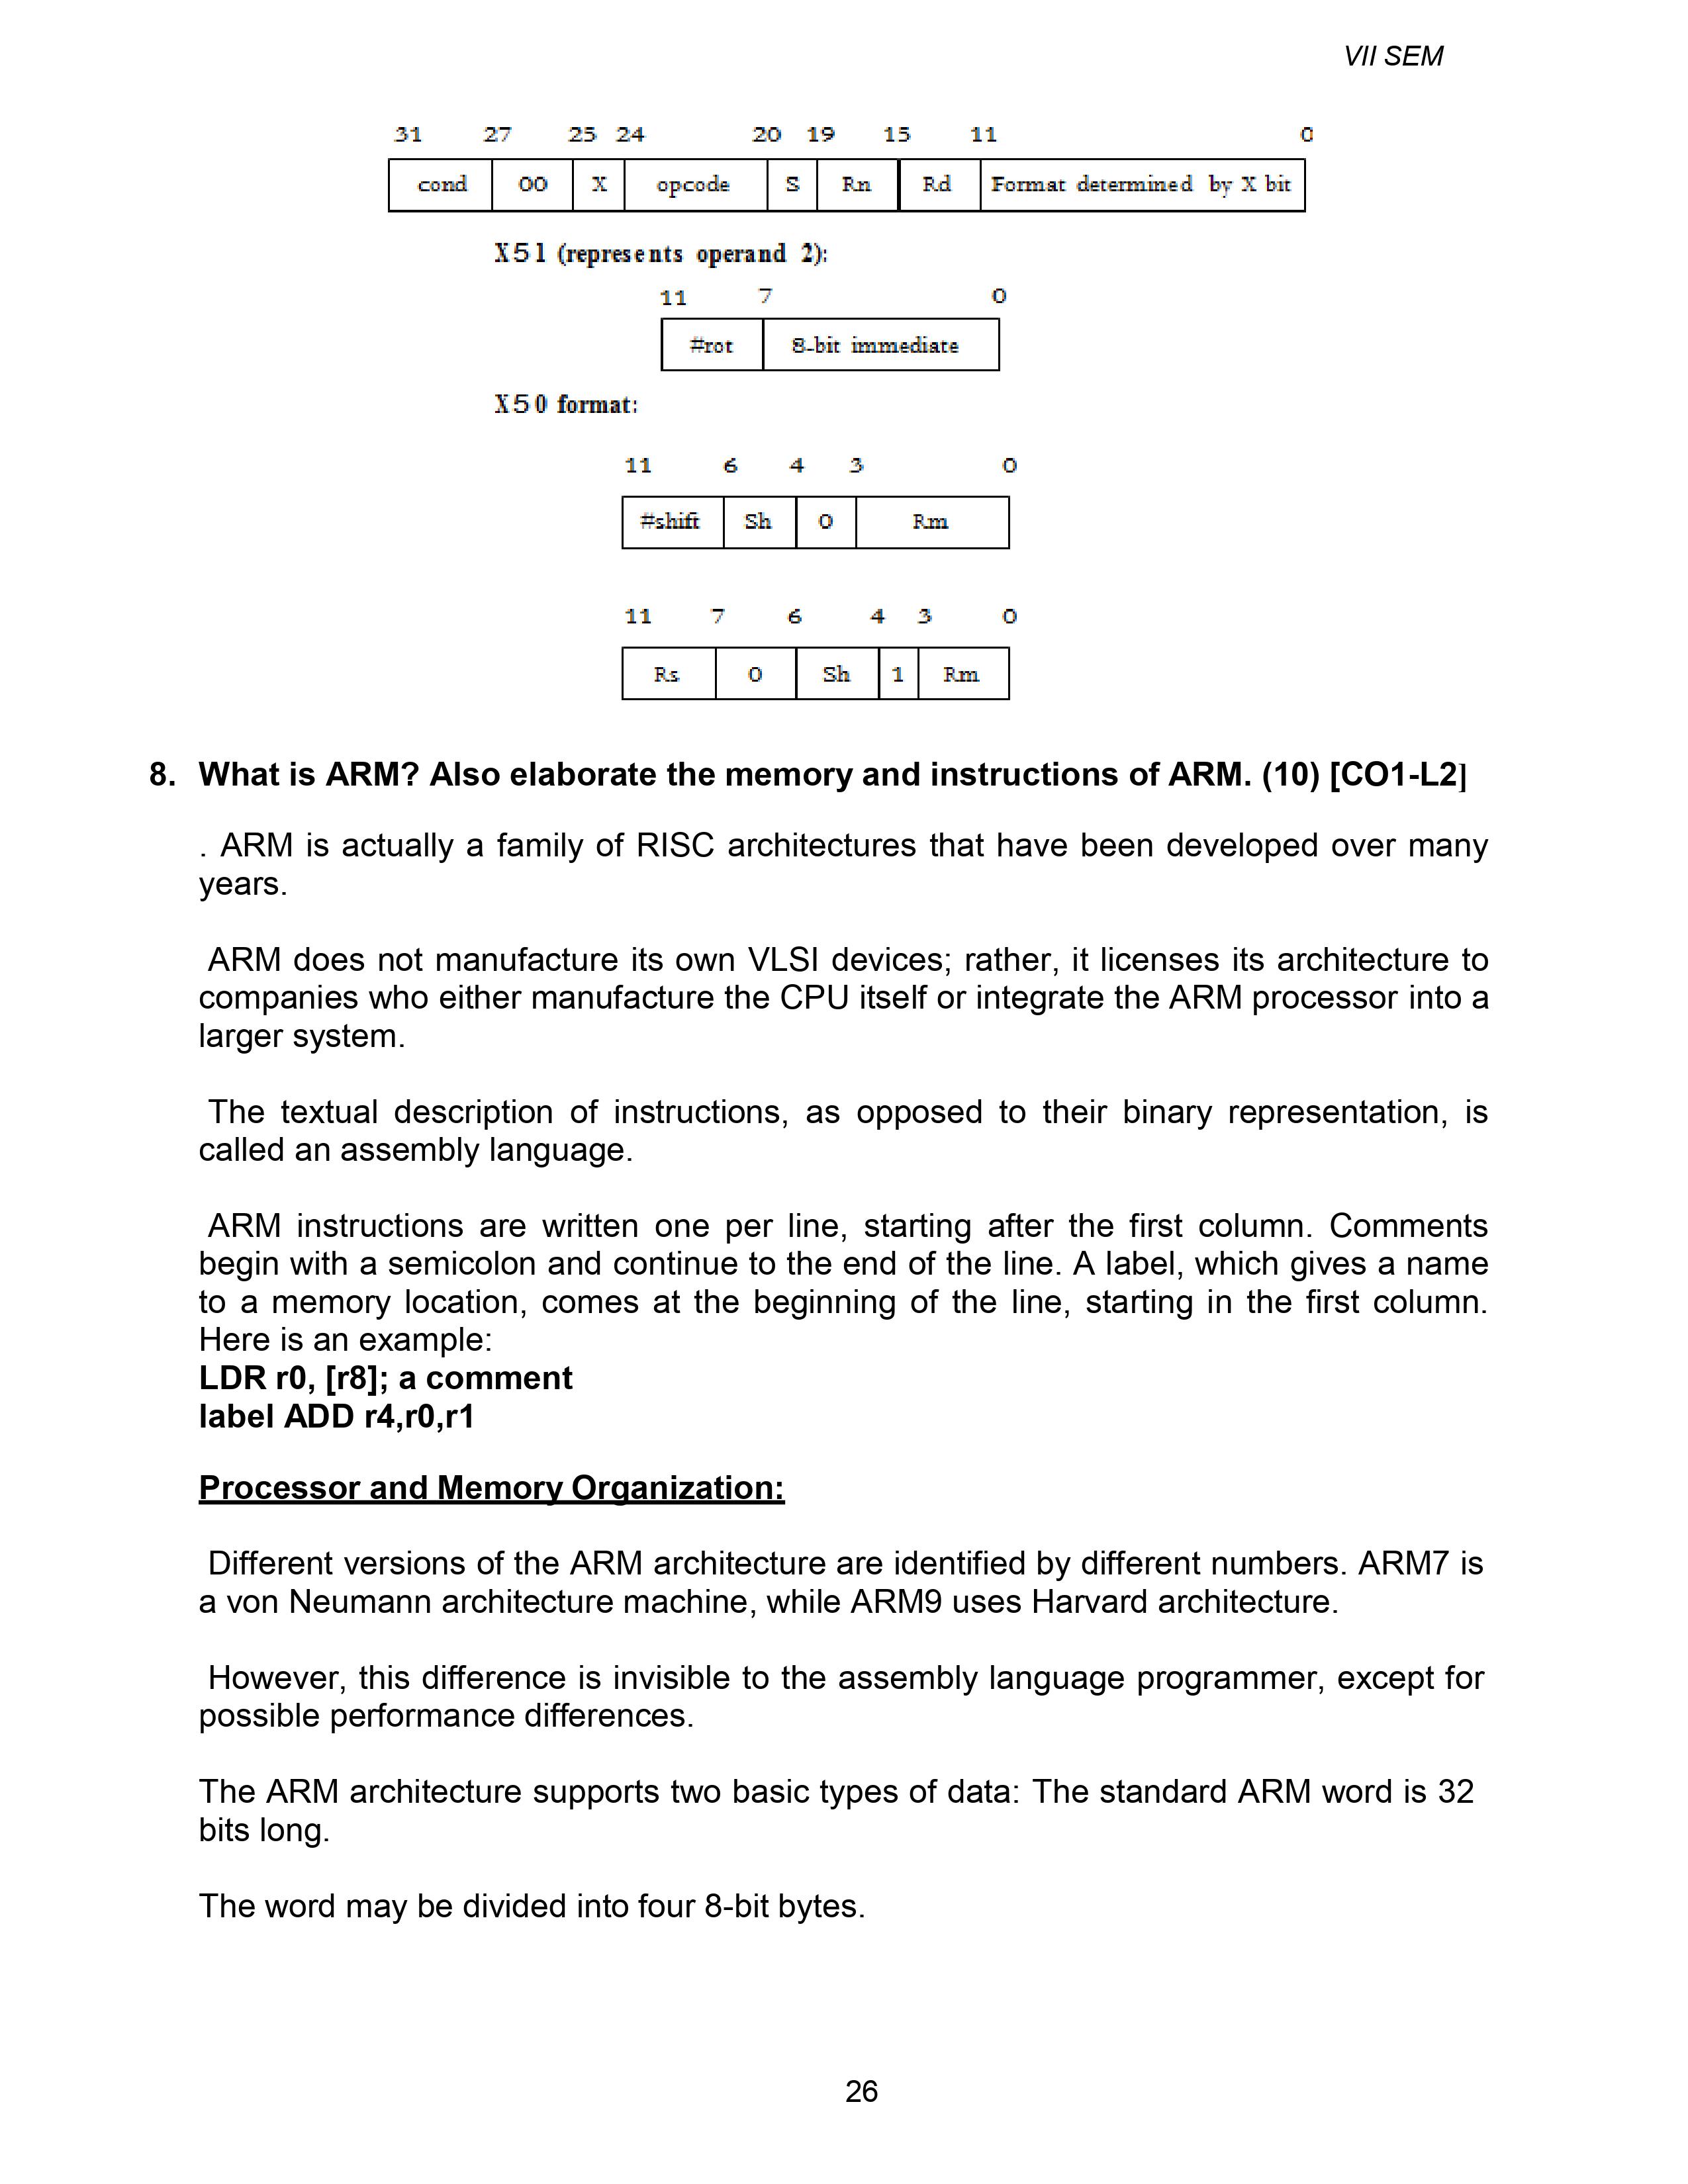 VII SEM
31 27 25 24 20 19 15 11 0
cond 00 X opcode S Rn Rd Format determined by X bit
X51 (represents operand 2):
11 7 0
#rot 8-bit immediate
X50 format:
11 6 4 3 0
#shift Sh 0 Rm
11 7 6 4 3 0
Rs 0 Sh 1 Rm
8. What is ARM? Also elaborate the memory and instructions of ARM. (10) [CO1-L2]
. ARM is actually a family of RISC architectures that have been developed over many
years.
ARM does not manufacture its own VLSI devices; rather, it licenses its architecture to
companies who either manufacture the CPU itself or integrate the ARM processor into a
larger system.
The textual description of instructions, as opposed to their binary representation, is
called an assembly language.
ARM instructions are written one per line, starting after the first column. Comments
begin with a semicolon and continue to the end of the line. A label, which gives a name
to a memory location, comes at the beginning of the line, starting in the first column.
Here is an example:
LDR r0, [r8]; a comment
label ADD r4,r0,r1
Processor and Memory Organization:
Different versions of the ARM architecture are identified by different numbers. ARM7 is
a von Neumann architecture machine, while ARM9 uses Harvard architecture.
However, this difference is invisible to the assembly language programmer, except for
possible performance differences.
The ARM architecture supports two basic types of data: The standard ARM word is 32
bits long.
The word may be divided into four 8-bit bytes.
26